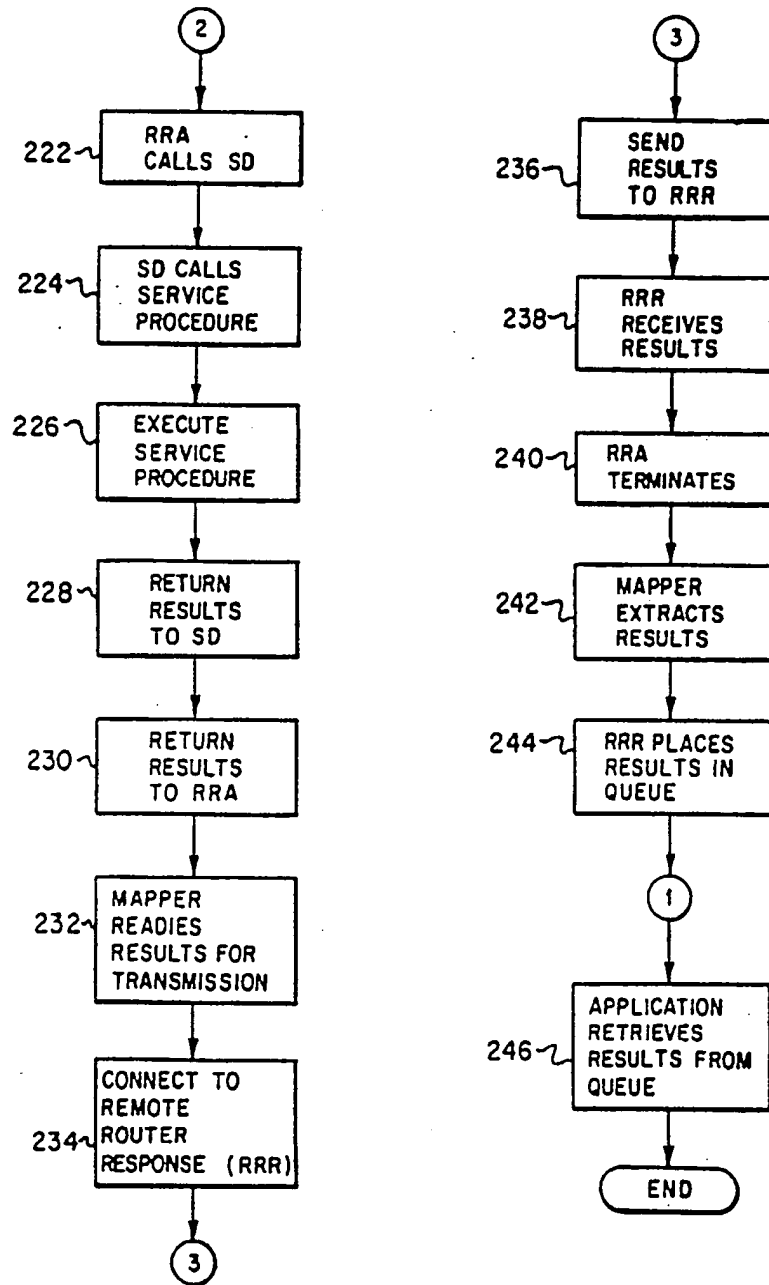 2
222
RRA
CALLS SD
224
SD CALLS
SERVICE
PROCEDURE
226
EXECUTE
SERVICE
PROCEDURE
228
RETURN
RESULTS
TO SD
230
RETURN
RESULTS
TO RRA
232
MAPPER
READIES
RESULTS FOR
TRANSMISSION
234
CONNECT TO
REMOTE
ROUTER
RESPONSE (RRR)
3
3
236
SEND
RESULTS
TO RRR
238
RRR
RECEIVES
RESULTS
240
RRA
TERMINATES
242
MAPPER
EXTRACTS
RESULTS
244
RRR PLACES
RESULTS IN
QUEUE
1
246
APPLICATION
RETRIEVES
RESULTS FROM
QUEUE
END